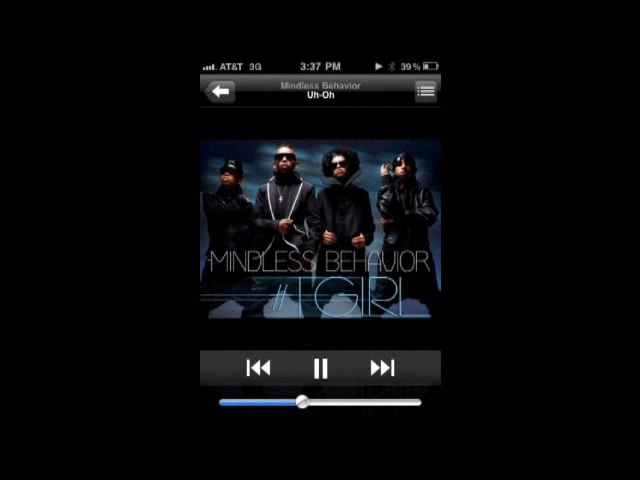 AT&T 3G 3:37 PM 39%
Mindless Behavior
Uh-Oh
MINDLESS BEHAVIOR
#1GIRL